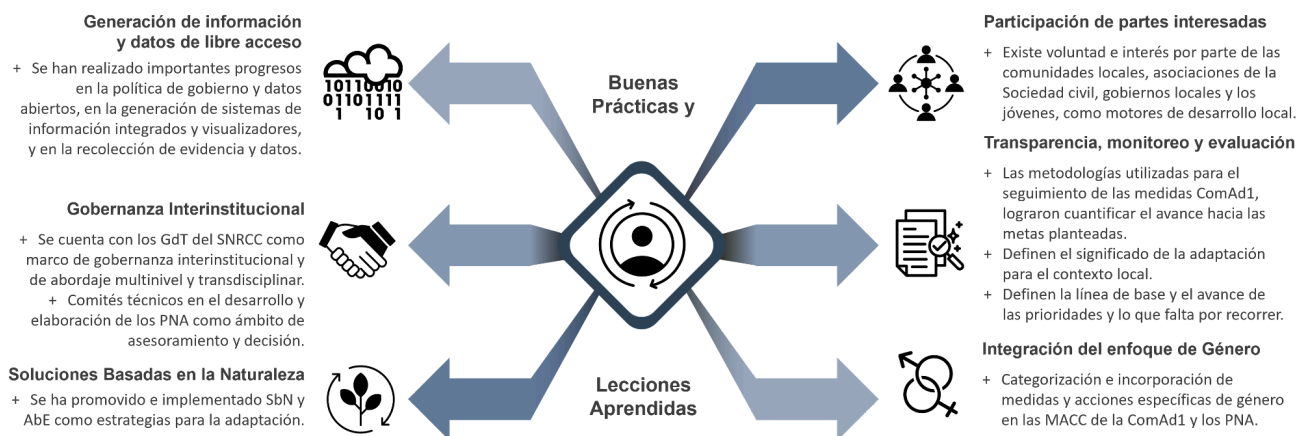 Generación de información
y datos de libre acceso
+ Se han realizado importantes progresos
en la política de gobierno y datos
abiertos, en la generación de sistemas de
información integrados y visualizadores,
y en la recolección de evidencia y datos.
101100010
01101111
1 10 1
Gobernanza Interinstitucional
+ Se cuenta con los GdT del SNRCC como
marco de gobernanza interinstitucional y
de abordaje multinivel y transdisciplinar.
+ Comités técnicos en el desarrollo y
elaboración de los PNA como ámbito de
asesoramiento y decisión.
Soluciones Basadas en la Naturaleza
+ Se ha promovido e implementado SbN y
AbE como estrategias para la adaptación.
Buenas
Prácticas y
Lecciones
Aprendidas
Participación de partes interesadas
+ Existe voluntad e interés por parte de las
comunidades locales, asociaciones de la
Sociedad civil, gobiernos locales y los
jóvenes, como motores de desarrollo local.
Transparencia, monitoreo y evaluación
+ Las metodologías utilizadas para el
seguimiento de las medidas ComAd1,
lograron cuantificar el avance hacia las
metas planteadas.
+ Definen el significado de la adaptación
para el contexto local.
+ Definen la línea de base y el avance de
las prioridades y lo que falta por recorrer.
Integración del enfoque de Género
+ Categorización e incorporación de
medidas y acciones específicas de género
en las MACC de la ComAd1 y los PNA.